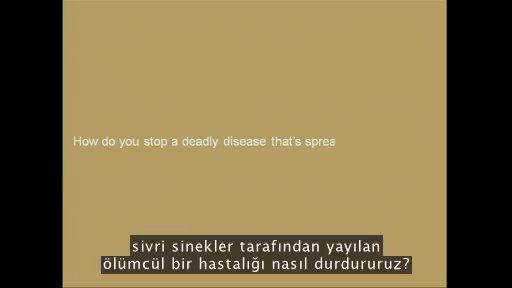 How do you stop a deadly disease that's sprea
sivri sinekler tarafından yayılan
ölümcül bir hastalığı nasıl durdururuz?